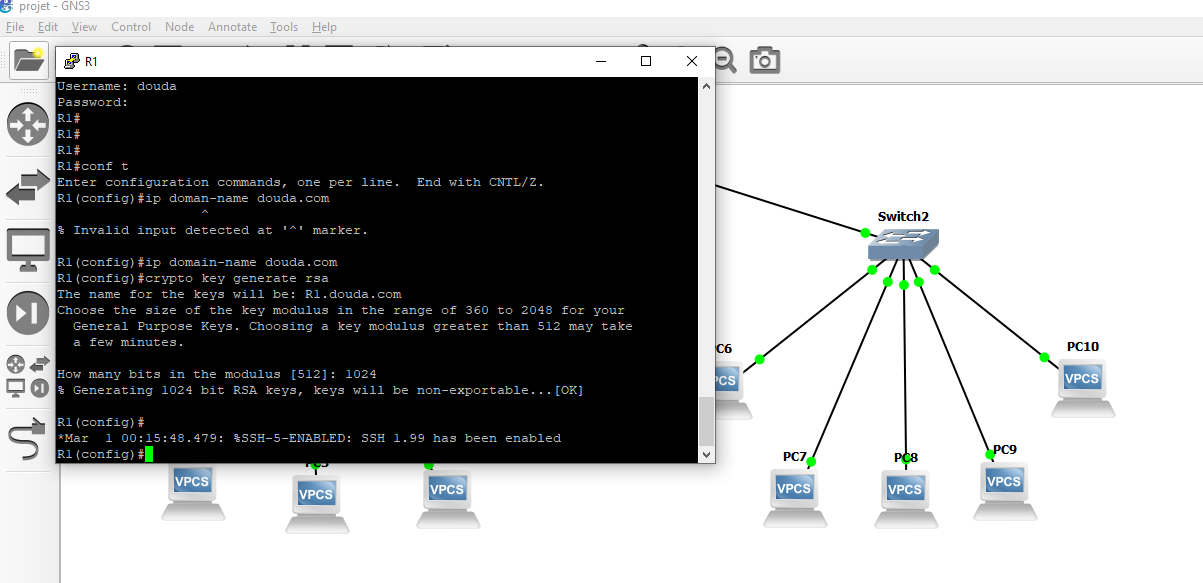 projet - GNS3
File Edit View Control Node Annotate Tools Help
R1
Username: douda
Password:
R1#
R1#
R1#
R1#conf t
Enter configuration commands, one per line.  End with CNTL/Z.
R1(config)#ip doman-name douda.com
^
% Invalid input detected at '^' marker.
R1(config)#ip domain-name douda.com
R1(config)#crypto key generate rsa
The name for the keys will be: R1.douda.com
Choose the size of the key modulus in the range of 360 to 2048 for your
General Purpose Keys. Choosing a key modulus greater than 512 may take
a few minutes.
How many bits in the modulus [512]: 1024
% Generating 1024 bit RSA keys, keys will be non-exportable...[OK]
R1(config)#
*Mar  1 00:15:48.479: %SSH-5-ENABLED: SSH 1.99 has been enabled
R1(config)#
Switch2
C6
PCS
PC10
VPCS
PC7
VPCS
PC8
VPCS
PC9
VPCS
VPCS
VPCS
VPCS